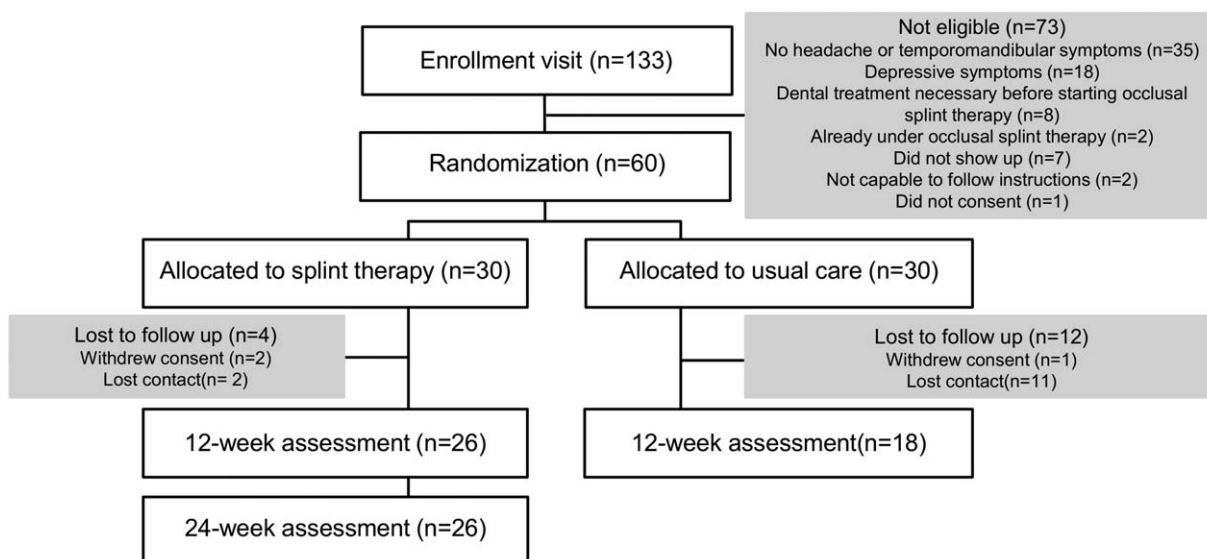 Enrollment visit (n=133)
Not eligible (n=73)
No headache or temporomandibular symptoms (n=35)
Depressive symptoms (n=18)
Dental treatment necessary before starting occlusal
splint therapy (n=8)
Already under occlusal splint therapy (n=2)
Did not show up (n=7)
Not capable to follow instructions (n=2)
Did not consent (n=1)
Randomization (n=60)
Allocated to splint therapy (n=30)
Allocated to usual care (n=30)
Lost to follow up (n=4)
Withdrew consent (n=2)
Lost contact(n= 2)
Lost to follow up (n=12)
Withdrew consent (n=1)
Lost contact(n=11)
12-week assessment (n=26)
12-week assessment(n=18)
24-week assessment (n=26)